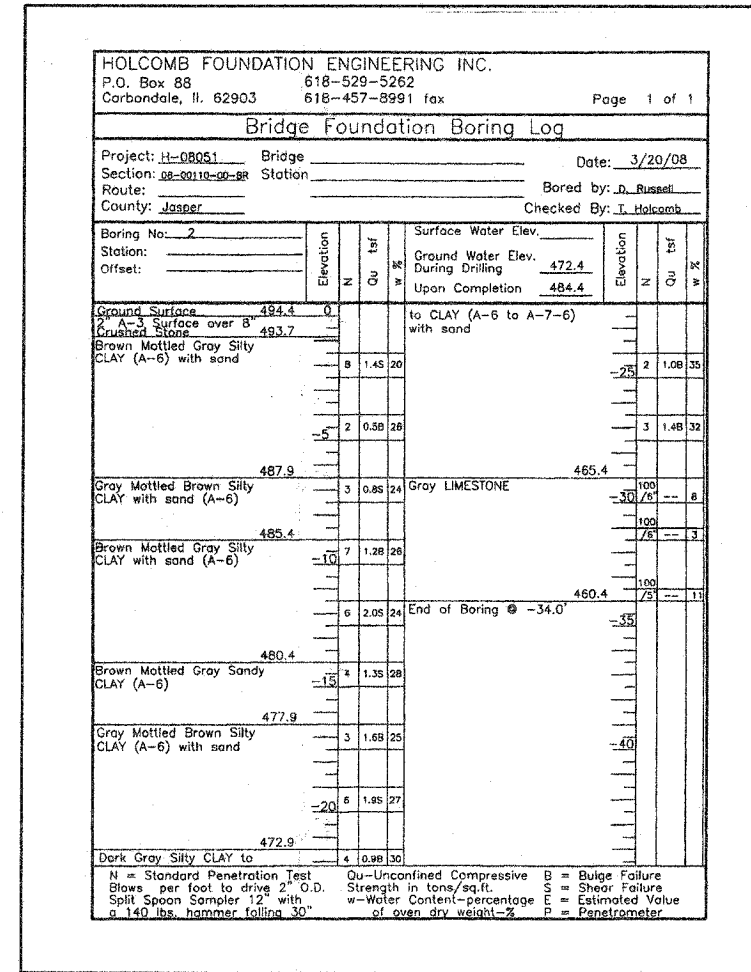 HOLCOMB FOUNDATION ENGINEERING INC.
P.O. Box 88 618-529-5262
Carbondale, Il. 62903 618-457-8991 fax Page 1 of 1
Bridge Foundation Boring Log
Project: H-08051 Bridge Date: 3/20/08
Section: 08-00110-00-BR Station
Route: Bored by: D. Russell
County: Jasper Checked By: T. Holcomb
Boring No: 2
Station:
Offset:
Elevation
N
Qu tsf
w %
Surface Water Elev.
Ground Water Elev.
During Drilling 472.4
Upon Completion 484.4
Elevation
N
Qu tsf
w %
Ground Surface 494.4 0
2" A-3 Surface over 8"
Crushed Stone 493.7
Brown Mottled Gray Silty
CLAY (A-6) with sand
8 1.4S 20
-5 2 0.5B 26
487.9
Gray Mottled Brown Silty
CLAY with sand (A-6)
3 0.8S 24
485.4
Brown Mottled Gray Silty
CLAY with sand (A-6)
-10 7 1.2B 26
6 2.0S 24
480.4
Brown Mottled Gray Sandy
CLAY (A-6)
-15 1.3S 28
477.9
Gray Mottled Brown Silty
CLAY (A-6) with sand
3 1.6B 25
-20 6 1.9S 27
472.9
Dark Gray Silty CLAY to 4 0.9B 30
to CLAY (A-6 to A-7-6)
with sand
-25 2 1.0B 35
3 1.4B 32
465.4
Gray LIMESTONE
-30 100/6" -- 8
100/6" -- 3
460.4 100/5" -- 11
End of Boring @ -34.0'
-35
-40
N = Standard Penetration Test
Blows per foot to drive 2" O.D.
Split Spoon Sampler 12" with
a 140 lbs. hammer falling 30"
Qu-Unconfined Compressive
Strength in tons/sq.ft.
w-Water Content-percentage
of oven dry weight-%
B = Bulge Failure
S = Shear Failure
E = Estimated Value
P = Penetrometer